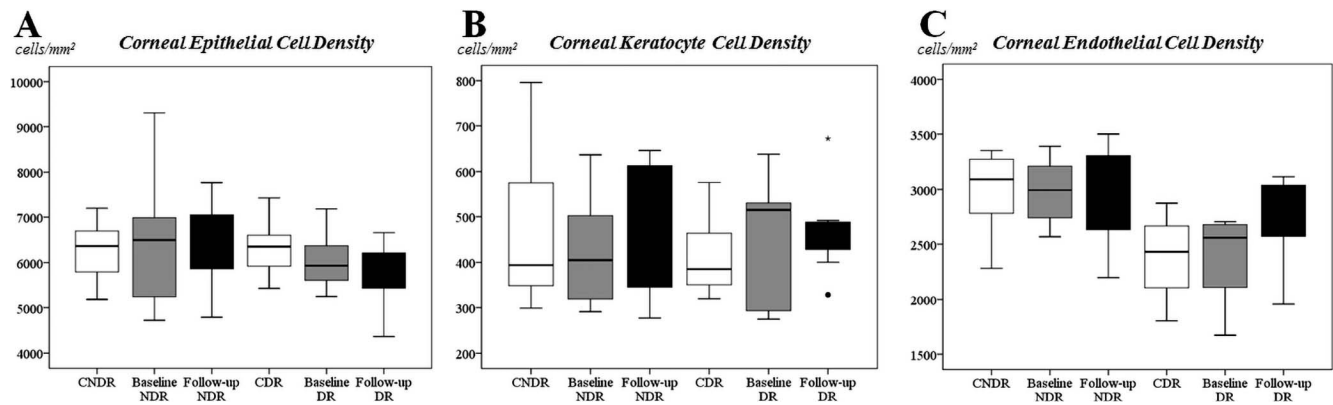 A
cells/mm²
Corneal Epithelial Cell Density
10000
9000
8000
7000
6000
5000
4000
CNDR
Baseline
NDR
Follow-up
NDR
CDR
Baseline
DR
Follow-up
DR
B
cells/mm²
Corneal Keratocyte Cell Density
800
700
600
500
400
300
200
CNDR
Baseline
NDR
Follow-up
NDR
CDR
Baseline
DR
Follow-up
DR
*
C
cells/mm²
Corneal Endothelial Cell Density
4000
3500
3000
2500
2000
1500
CNDR
Baseline
NDR
Follow-up
NDR
CDR
Baseline
DR
Follow-up
DR